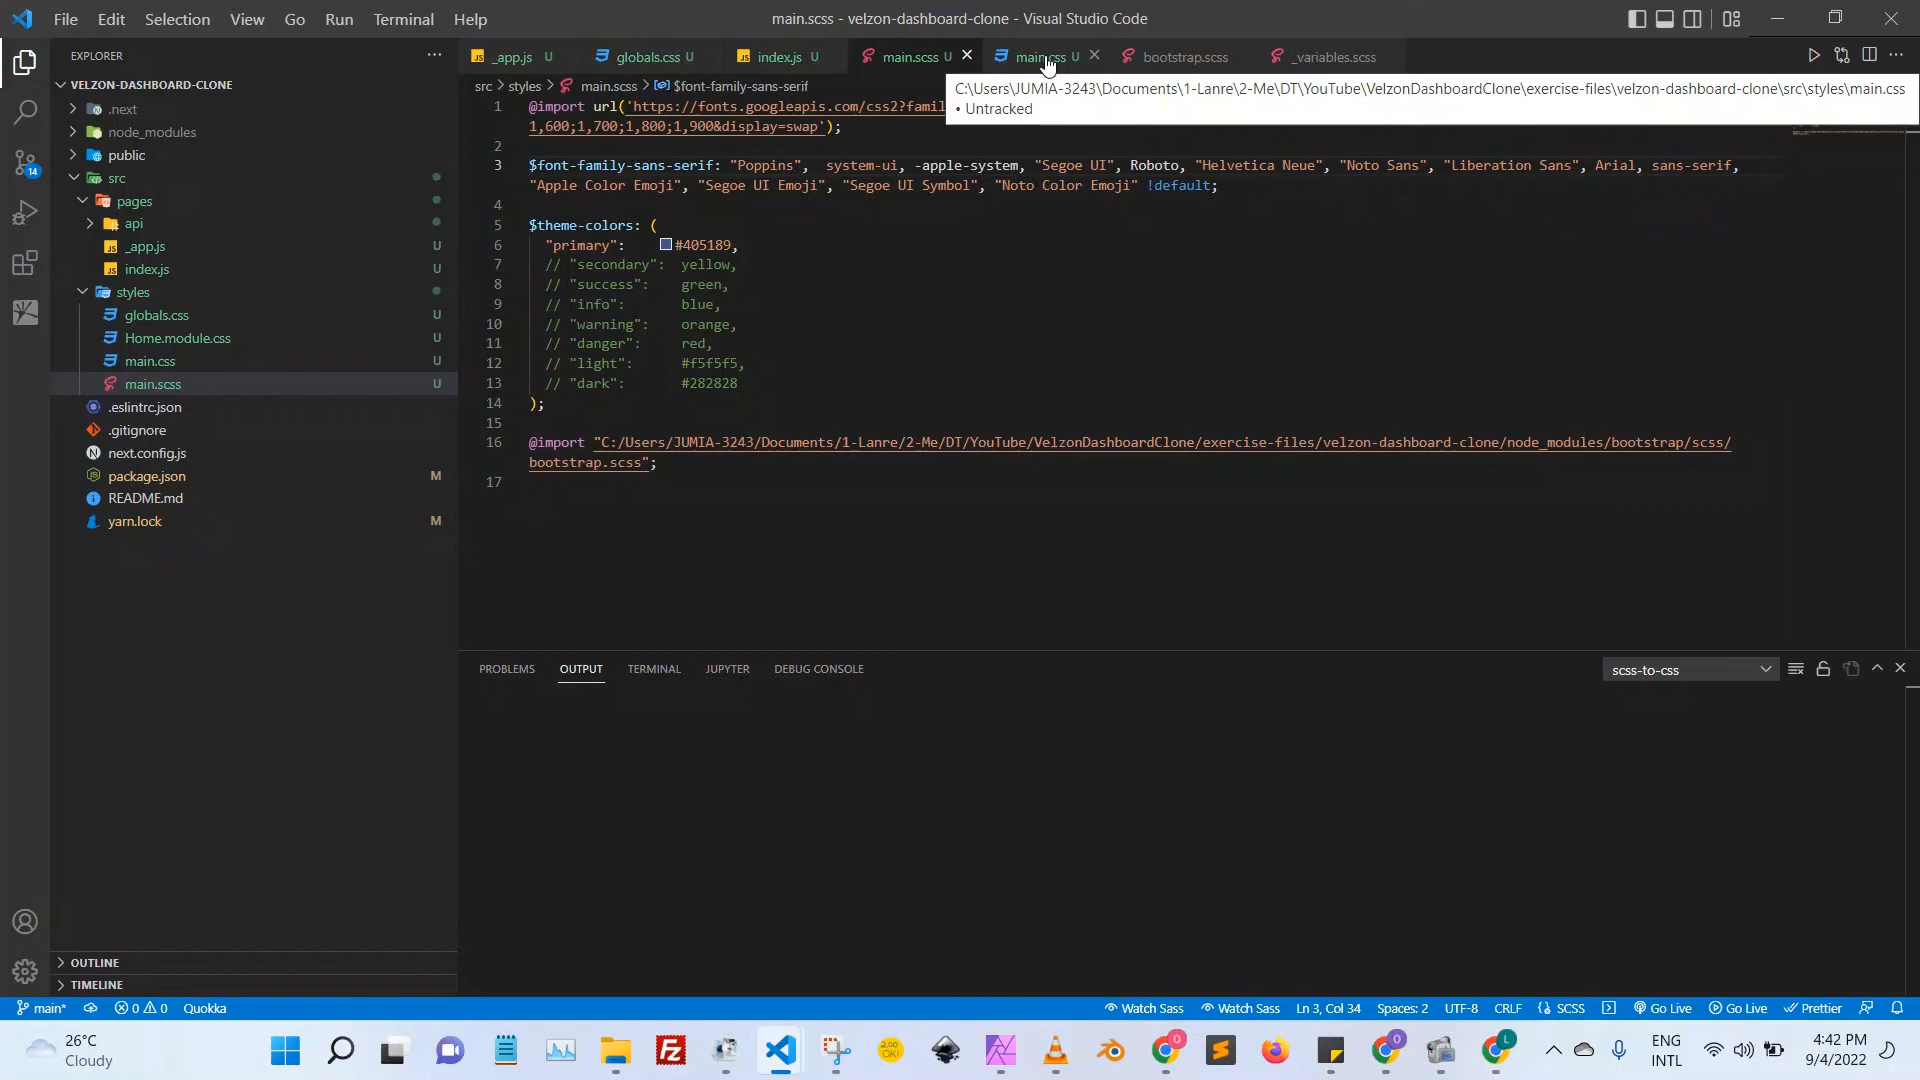 File Edit Selection View Go Run Terminal Help
main.scss - velzon-dashboard-clone - Visual Studio Code
EXPLORER
VELZON-DASHBOARD-CLONE
.next
node_modules
public
src
pages
api
_app.js U
index.js U
styles
globals.css U
Home.module.css U
main.css U
main.scss U
.eslintrc.json
.gitignore
next.config.js
package.json M
README.md
yarn.lock M
OUTLINE
TIMELINE
14
_app.js U globals.css U index.js U main.scss U main.css U bootstrap.scss _variables.scss
src > styles > main.scss > $font-family-sans-serif
C:\Users\JUMIA-3243\Documents\1-Lanre\2-Me\DT\YouTube\VelzonDashboardClone\exercise-files\velzon-dashboard-clone\src\styles\main.css
• Untracked
1 @import url('https://fonts.googleapis.com/css2?famil
1,600;1,700;1,800;1,900&display=swap');
2
3 $font-family-sans-serif: "Poppins", system-ui, -apple-system, "Segoe UI", Roboto, "Helvetica Neue", "Noto Sans", "Liberation Sans", Arial, sans-serif,
"Apple Color Emoji", "Segoe UI Emoji", "Segoe UI Symbol", "Noto Color Emoji" !default;
4
5 $theme-colors: (
6 "primary": #405189,
7 // "secondary": yellow,
8 // "success": green,
9 // "info": blue,
10 // "warning": orange,
11 // "danger": red,
12 // "light": #f5f5f5,
13 // "dark": #282828
14 );
15
16 @import "C:/Users/JUMIA-3243/Documents/1-Lanre/2-Me/DT/YouTube/VelzonDashboardClone/exercise-files/velzon-dashboard-clone/node_modules/bootstrap/scss/
bootstrap.scss";
17
PROBLEMS OUTPUT TERMINAL JUPYTER DEBUG CONSOLE
scss-to-css
main* 0 0 Quokka
Watch Sass Watch Sass Ln 3, Col 34 Spaces: 2 UTF-8 CRLF SCSS Go Live Go Live Prettier
26°C
Cloudy
ENG
INTL
4:42 PM
9/4/2022